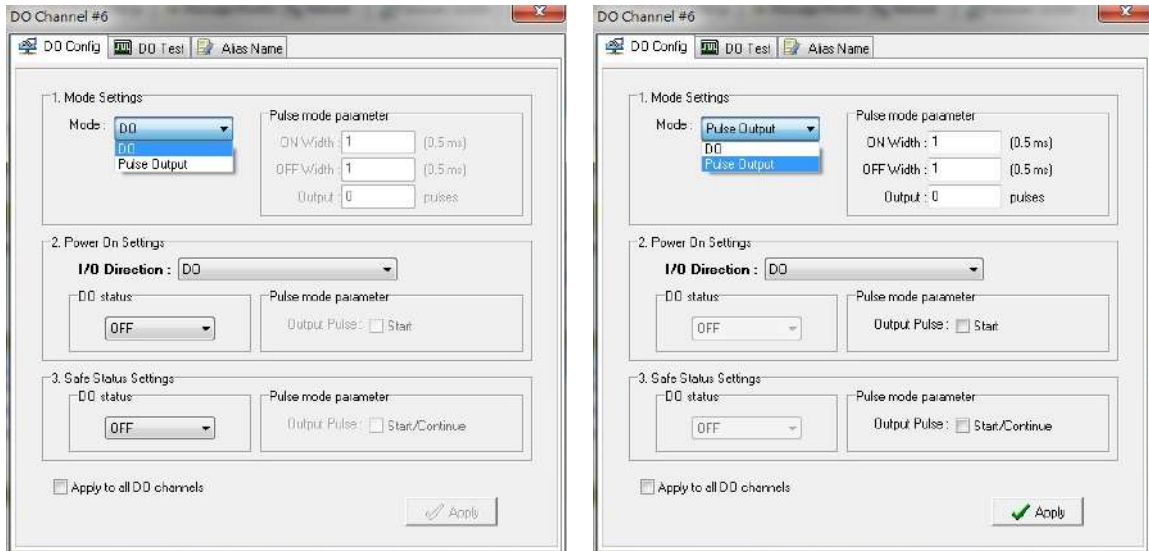 DO Channel #6
DO Config DO Test Alias Name
1. Mode Settings
Mode : DO
DO
Pulse Output
Pulse mode parameter
ON Width : 1 (0.5 ms)
OFF Width : 1 (0.5 ms)
Output : 0 pulses
2. Power On Settings
I/O Direction : DO
DO status
OFF
Pulse mode parameter
Output Pulse : Start
3. Safe Status Settings
DO status
OFF
Pulse mode parameter
Output Pulse : Start/Continue
Apply to all DO channels
Apply
DO Channel #6
DO Config DO Test Alias Name
1. Mode Settings
Mode : Pulse Output
DO
Pulse Output
Pulse mode parameter
ON Width : 1 (0.5 ms)
OFF Width : 1 (0.5 ms)
Output : 0 pulses
2. Power On Settings
I/O Direction : DO
DO status
OFF
Pulse mode parameter
Output Pulse : Start
3. Safe Status Settings
DO status
OFF
Pulse mode parameter
Output Pulse : Start/Continue
Apply to all DO channels
Apply